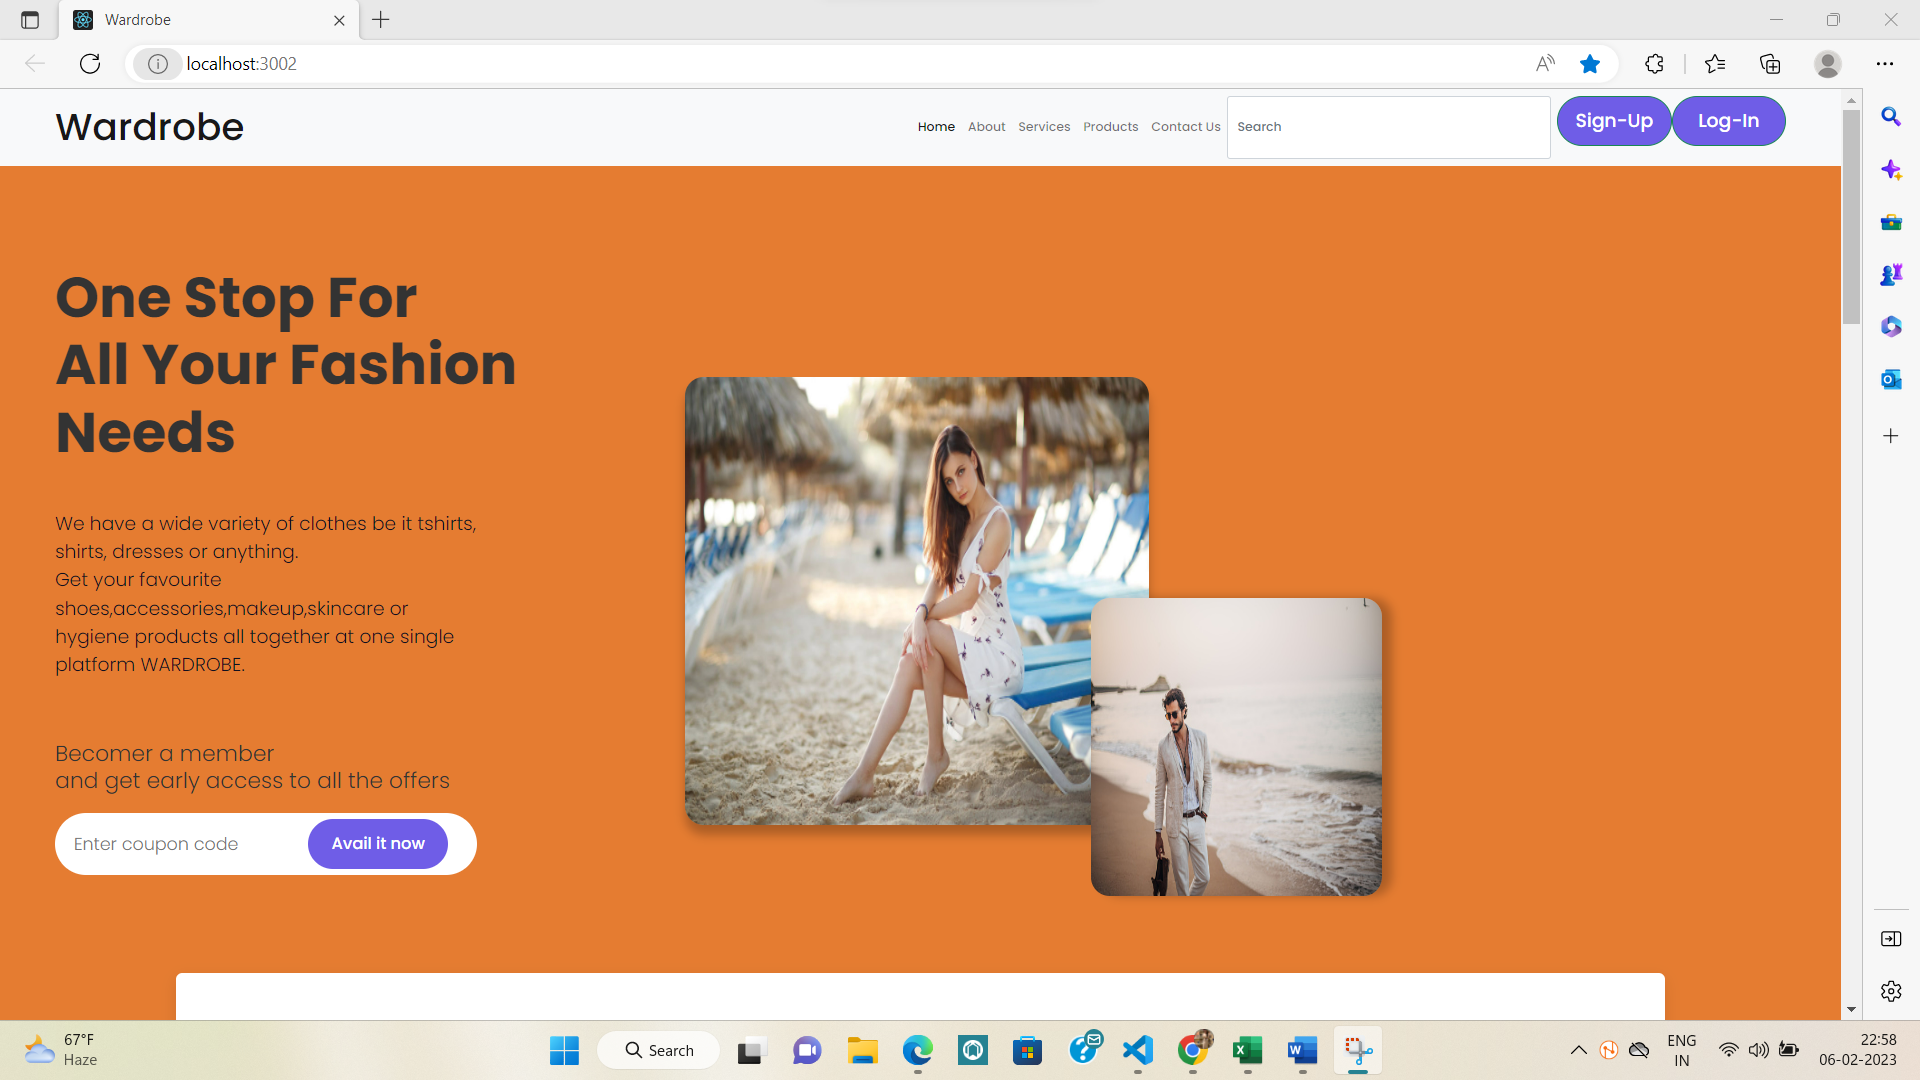 Wardrobe
localhost:3002
Wardrobe
Home About Services Products Contact Us Search Sign-Up Log-In
One Stop For
All Your Fashion
Needs
We have a wide variety of clothes be it tshirts,
shirts, dresses or anything.
Get your favourite
shoes,accessories,makeup,skincare or
hygiene products all together at one single
platform WARDROBE.
Becomer a member
and get early access to all the offers
Enter coupon code Avail it now
67°F
Haze
Search
ENG
IN
22:58
06-02-2023